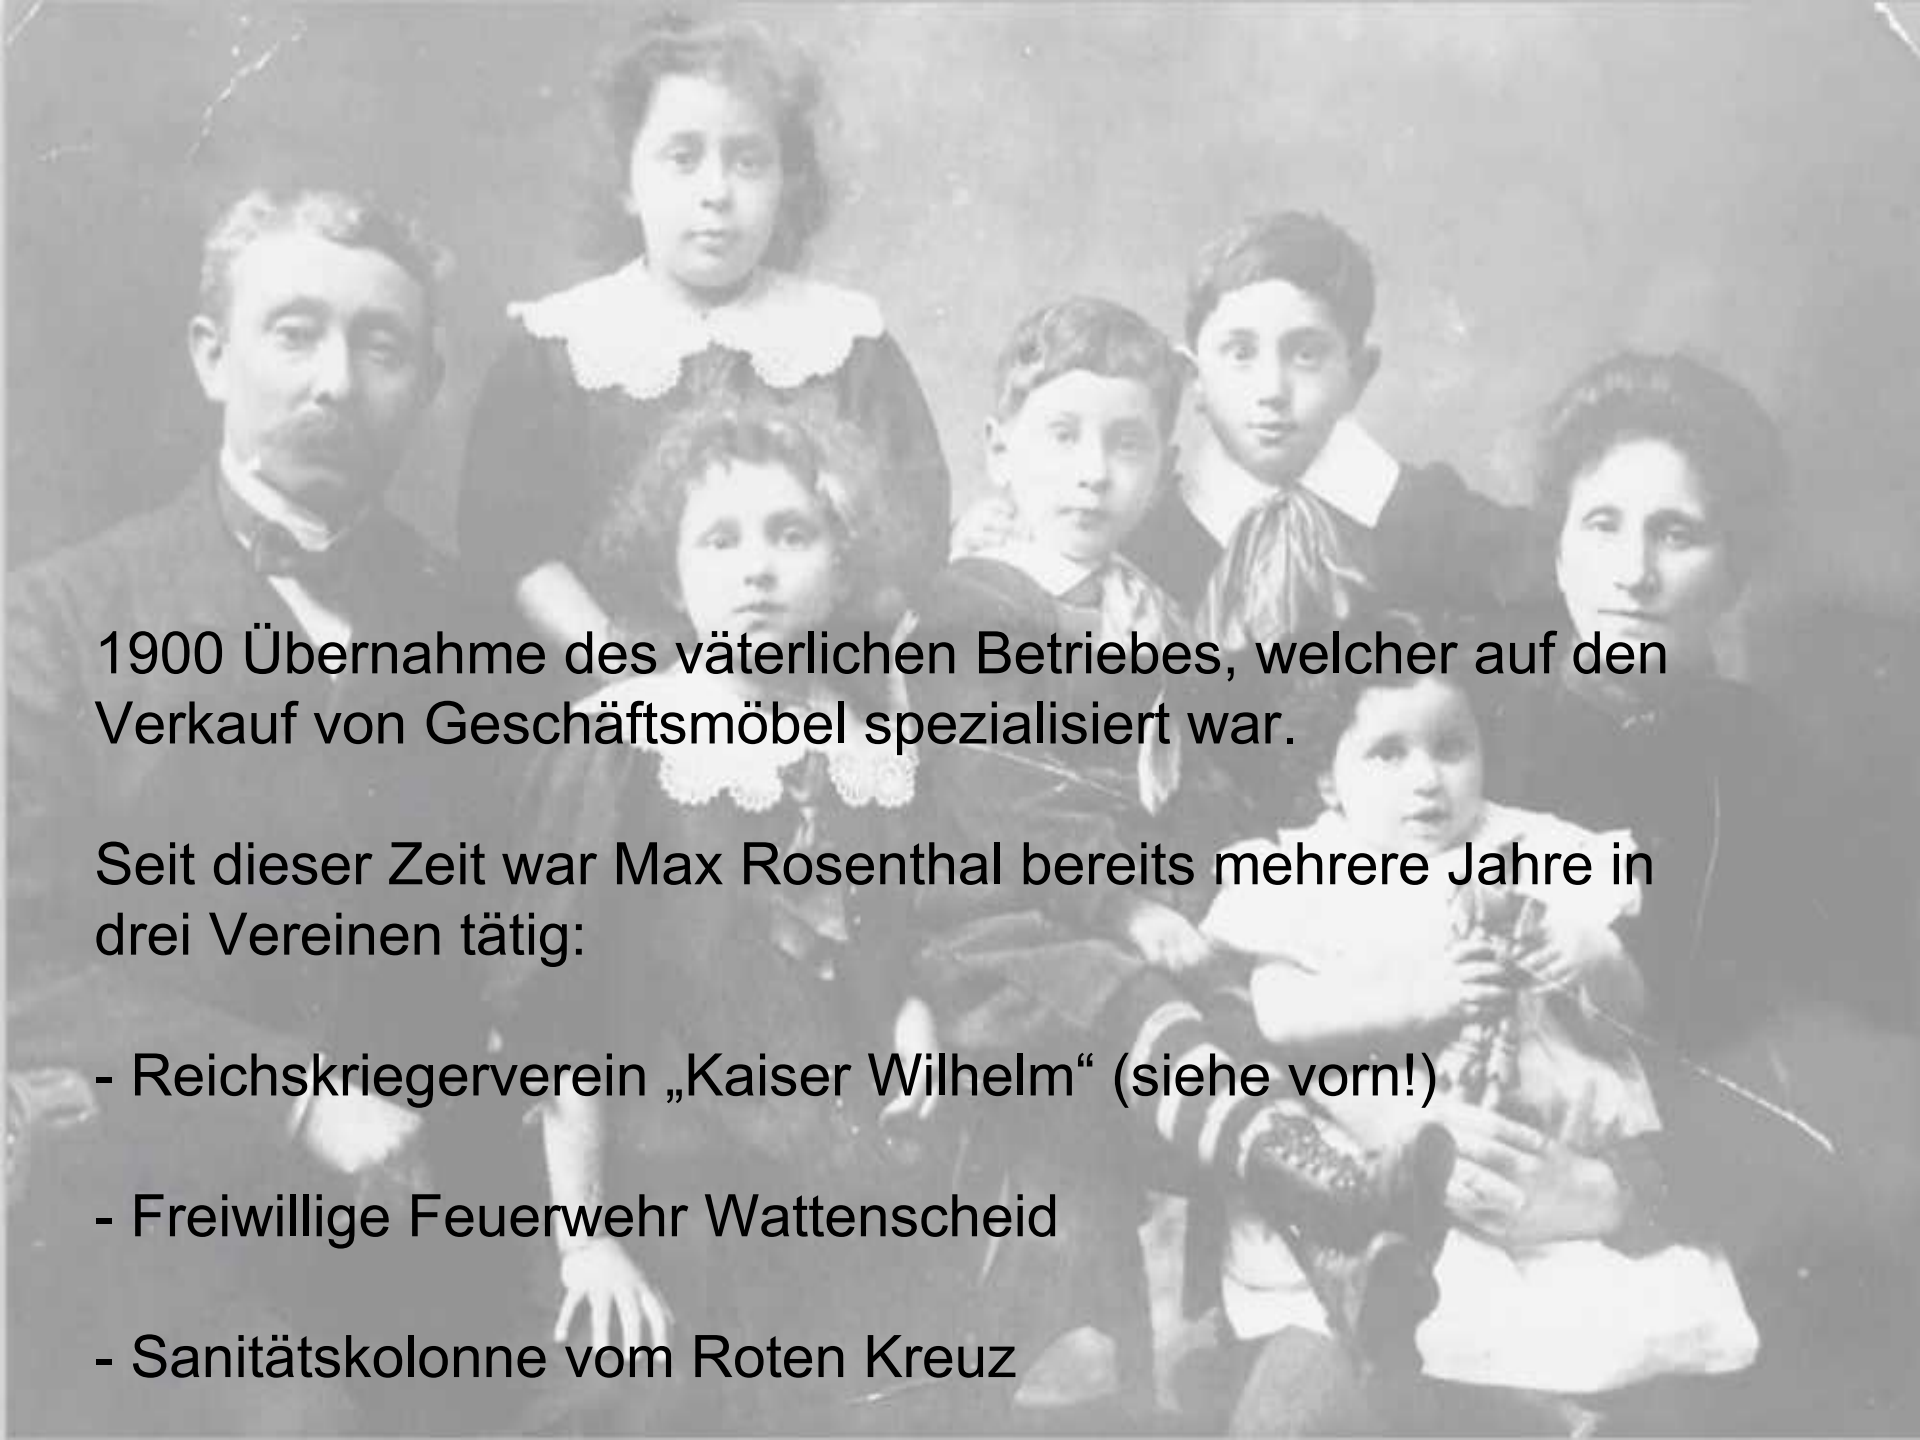 1900 Übernahme des väterlichen Betriebes, welcher auf den
Verkauf von Geschäftsmöbel spezialisiert war.
Seit dieser Zeit war Max Rosenthal bereits mehrere Jahre in
drei Vereinen tätig:
- Reichskriegerverein „Kaiser Wilhelm“ (siehe vorn!)
- Freiwillige Feuerwehr Wattenscheid
- Sanitätskolonne vom Roten Kreuz